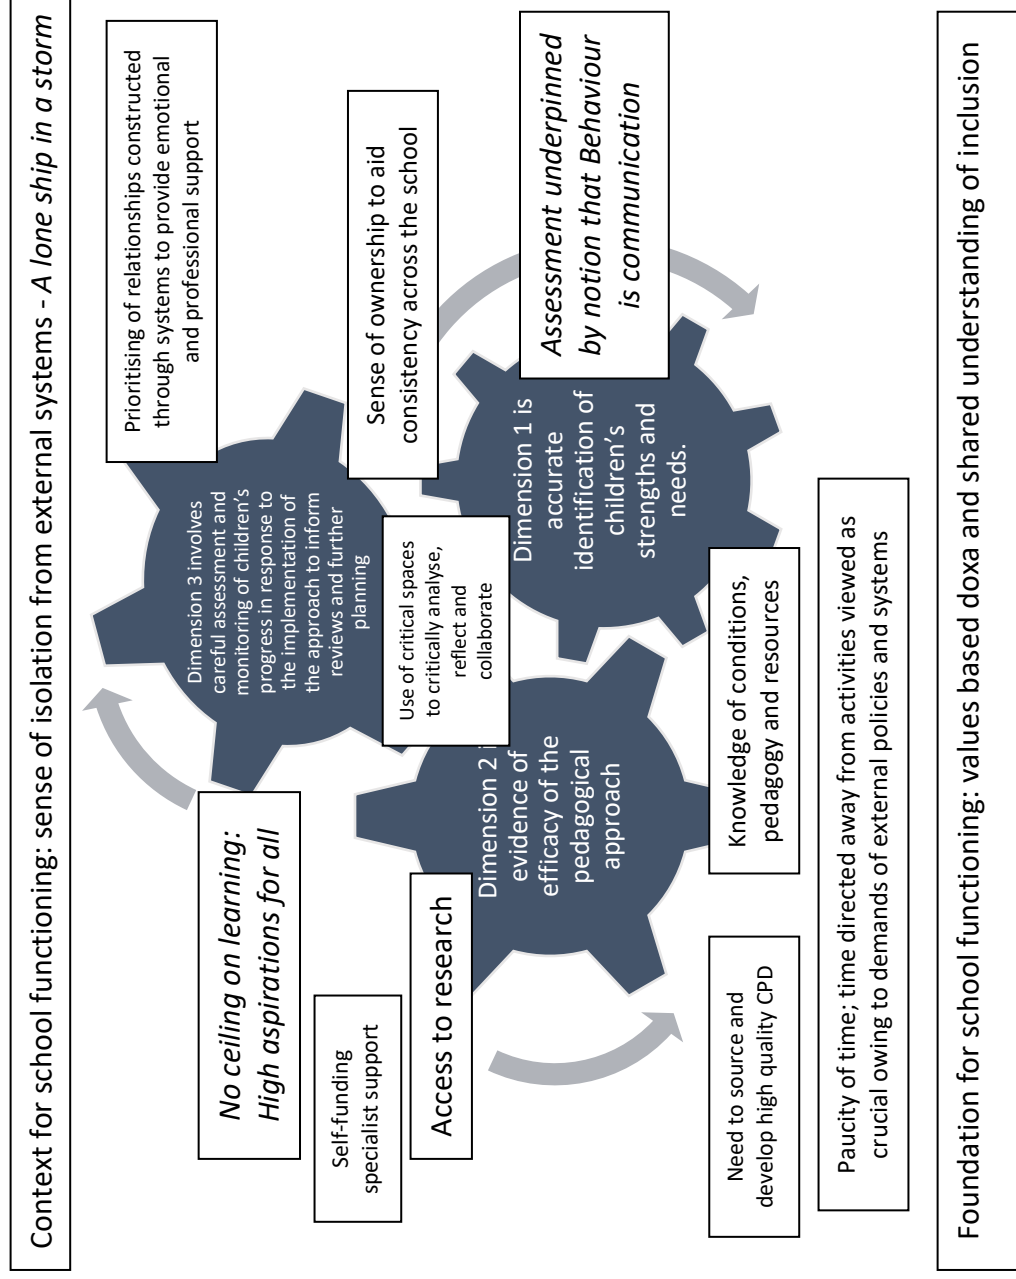 Context for school functioning: sense of isolation from external systems - A lone ship in a storm
Prioritising of relationships constructed
through systems to provide emotional
and professional support
No ceiling on learning:
High aspirations for all
Dimension 3 involves
careful assessment and
monitoring of children’s
progress in response to
the implementation of
the approach to inform
reviews and further
planning
Self-funding
specialist support
Sense of ownership to aid
consistency across the school
Use of critical spaces
to critically analyse,
reflect and
collaborate
Access to research
Dimension 2 i
evidence of
efficacy of the
pedagogical
approach
Dimension 1 is
accurate
identification of
children’s
strengths and
needs.
Assessment underpinned
by notion that Behaviour
is communication
Need to source and
develop high quality CPD
Knowledge of conditions,
pedagogy and resources
Paucity of time; time directed away from activities viewed as
crucial owing to demands of external policies and systems
Foundation for school functioning: values based doxa and shared understanding of inclusion